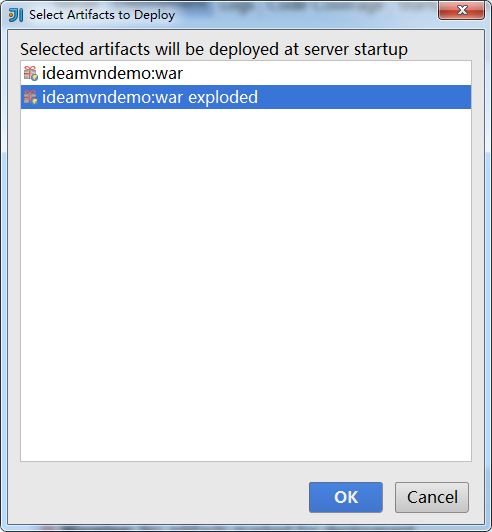 Select Artifacts to Deploy
Selected artifacts will be deployed at server startup
ideamvndemo:war
ideamvndemo:war exploded
OK
Cancel